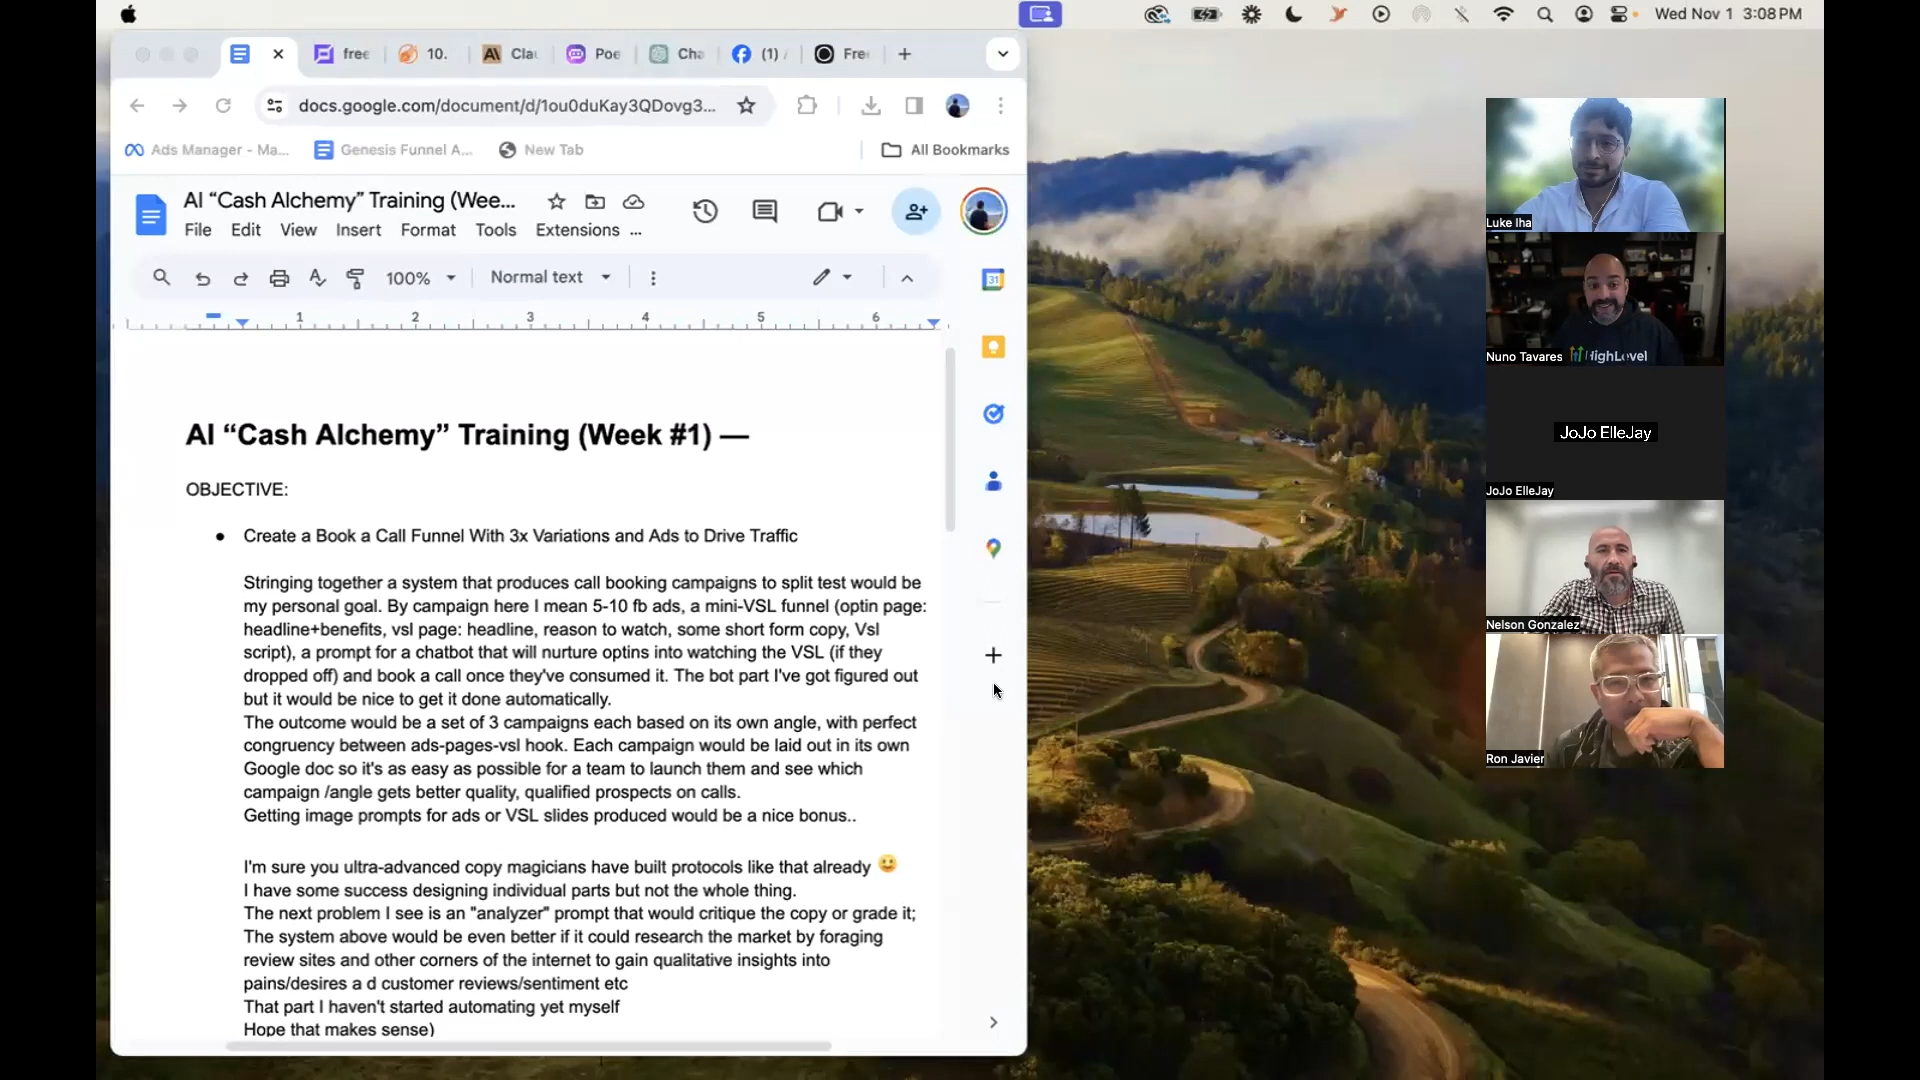 Wed Nov 1 3:08 PM
free
10.
Cla
Poe
Cha
(1)
Free
docs.google.com/document/d/1ou0duKay3QDovg3...
Ads Manager - Ma...
Genesis Funnel A...
New Tab
All Bookmarks
AI “Cash Alchemy” Training (Wee...
File Edit View Insert Format Tools Extensions ...
100% Normal text
1 2 3 4 5 6
31
AI “Cash Alchemy” Training (Week #1) —
OBJECTIVE:
● Create a Book a Call Funnel With 3x Variations and Ads to Drive Traffic
Stringing together a system that produces call booking campaigns to split test would be
my personal goal. By campaign here I mean 5-10 fb ads, a mini-VSL funnel (optin page:
headline+benefits, vsl page: headline, reason to watch, some short form copy, Vsl
script), a prompt for a chatbot that will nurture optins into watching the VSL (if they
dropped off) and book a call once they've consumed it. The bot part I've got figured out
but it would be nice to get it done automatically.
The outcome would be a set of 3 campaigns each based on its own angle, with perfect
congruency between ads-pages-vsl hook. Each campaign would be laid out in its own
Google doc so it's as easy as possible for a team to launch them and see which
campaign /angle gets better quality, qualified prospects on calls.
Getting image prompts for ads or VSL slides produced would be a nice bonus..
I'm sure you ultra-advanced copy magicians have built protocols like that already
I have some success designing individual parts but not the whole thing.
The next problem I see is an "analyzer" prompt that would critique the copy or grade it;
The system above would be even better if it could research the market by foraging
review sites and other corners of the internet to gain qualitative insights into
pains/desires a d customer reviews/sentiment etc
That part I haven't started automating yet myself
Hope that makes sense)
Luke Iha
HighLevel
Nuno Tavares
JoJo ElleJay
JoJo ElleJay
Nelson Gonzalez
Ron Javier